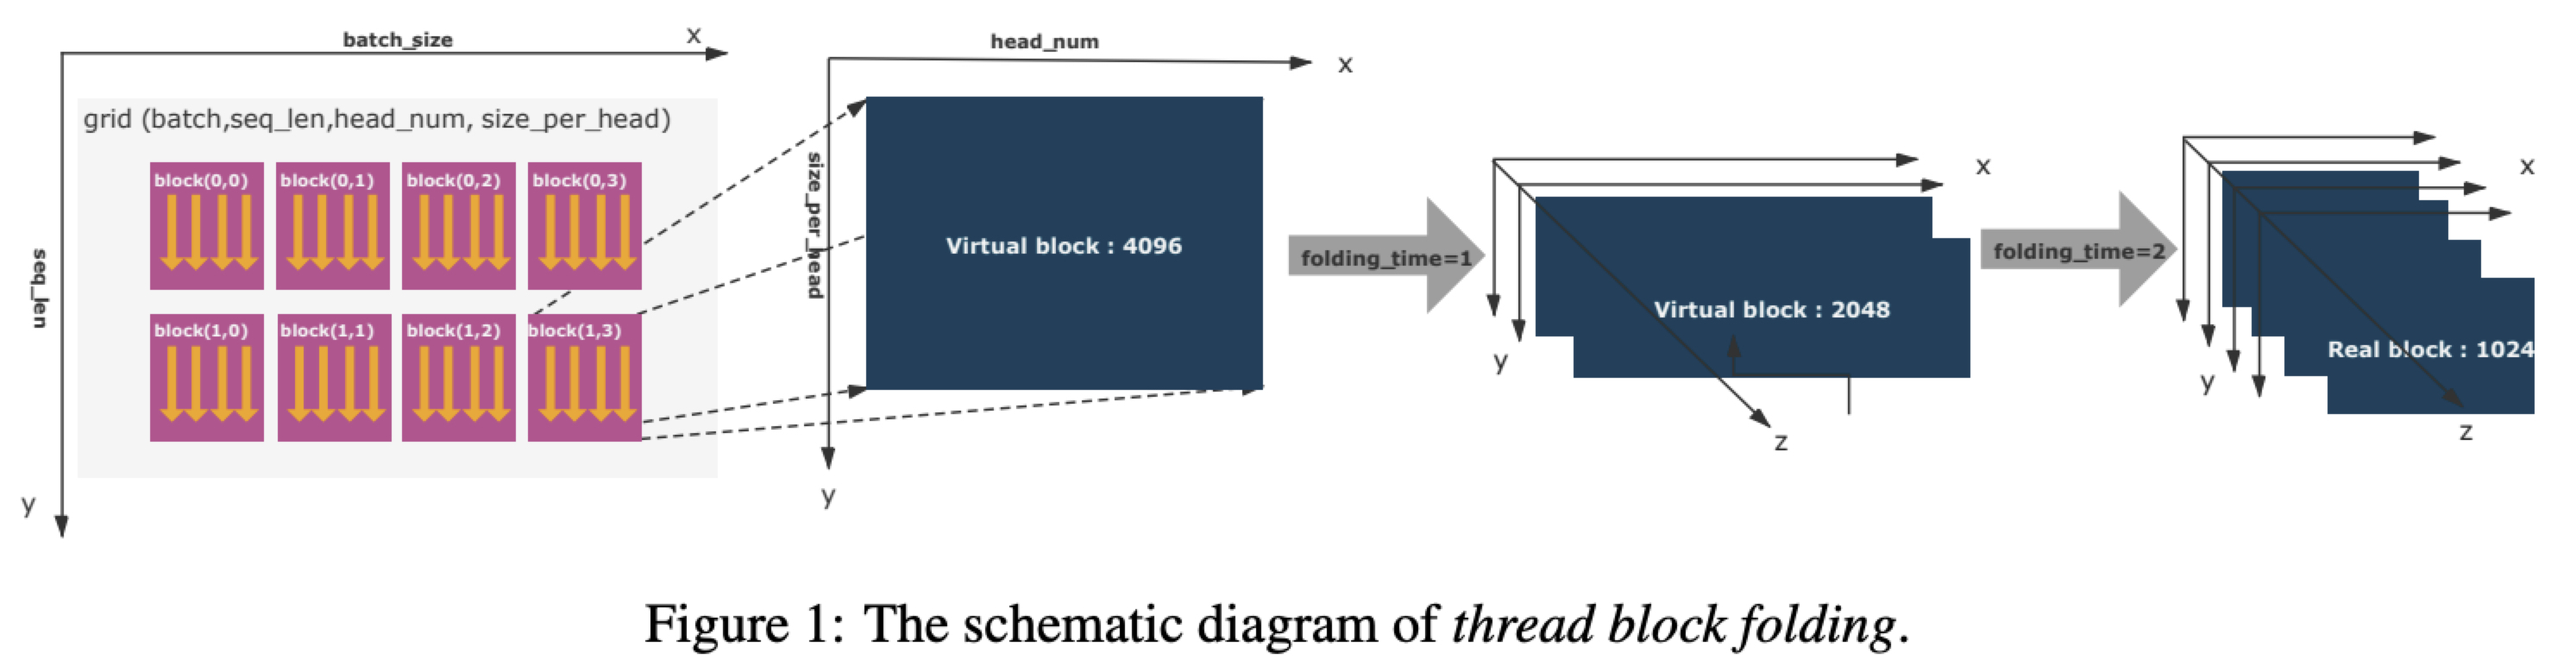 batch_size
x
grid (batch,seq_len,head_num, size_per_head)
block(0,0)
block(0,1)
block(0,2)
block(0,3)
block(1,0)
block(1,1)
block(1,2)
block(1,3)
seq_len
y
head_num
x
size_per_head
Virtual block : 4096
y
folding_time=1
x
Virtual block : 2048
y
z
folding_time=2
x
Real block : 1024
y
z
Figure 1: The schematic diagram of thread block folding.